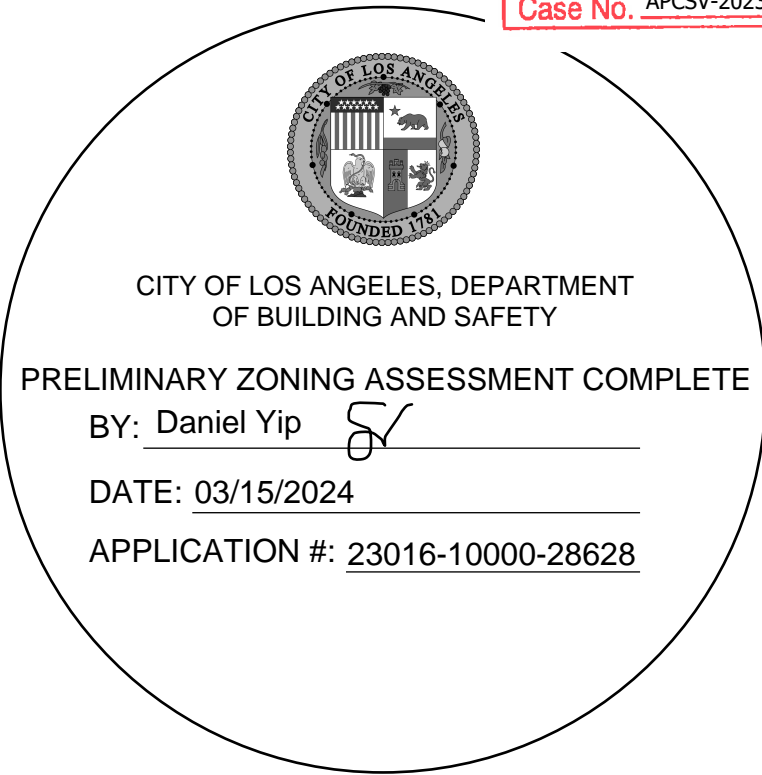 Case No. APCSV-2023
CITY OF LOS ANGELES
FOUNDED 1781
CITY OF LOS ANGELES, DEPARTMENT
OF BUILDING AND SAFETY
PRELIMINARY ZONING ASSESSMENT COMPLETE
BY: Daniel Yip
DATE: 03/15/2024
APPLICATION #: 23016-10000-28628